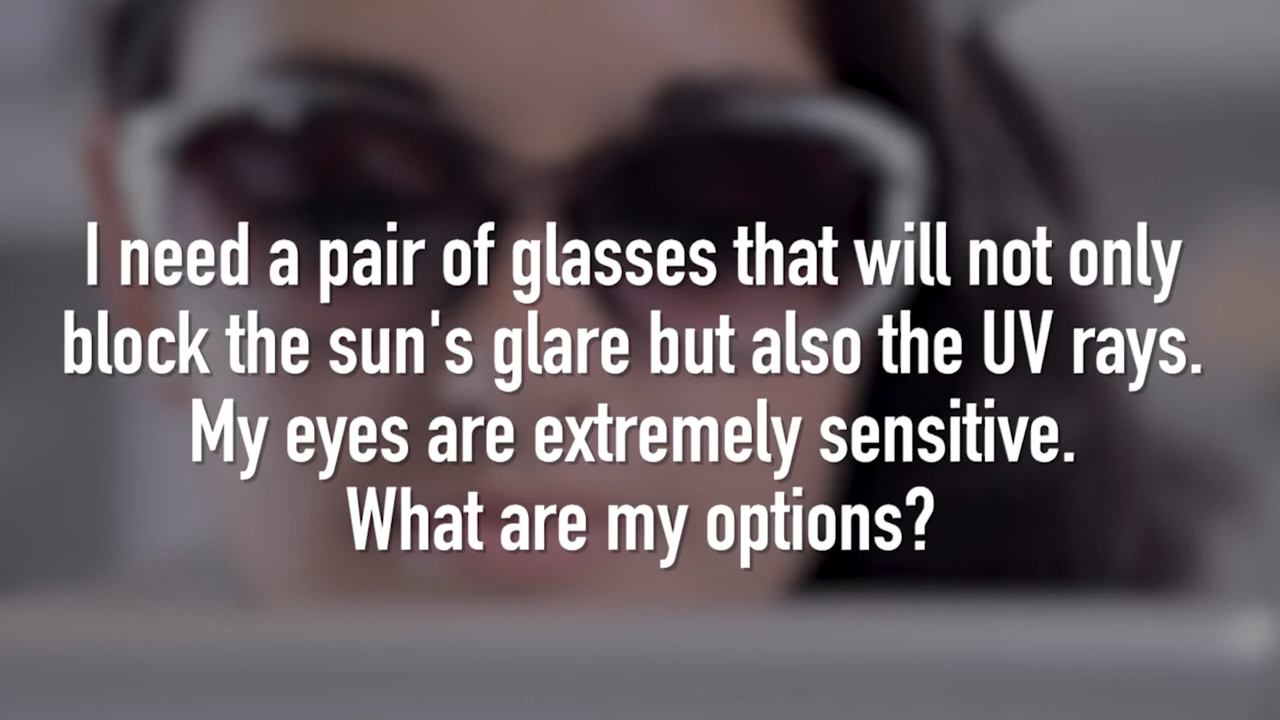 I need a pair of glasses that will not only
block the sun's glare but also the UV rays.
My eyes are extremely sensitive.
What are my options?